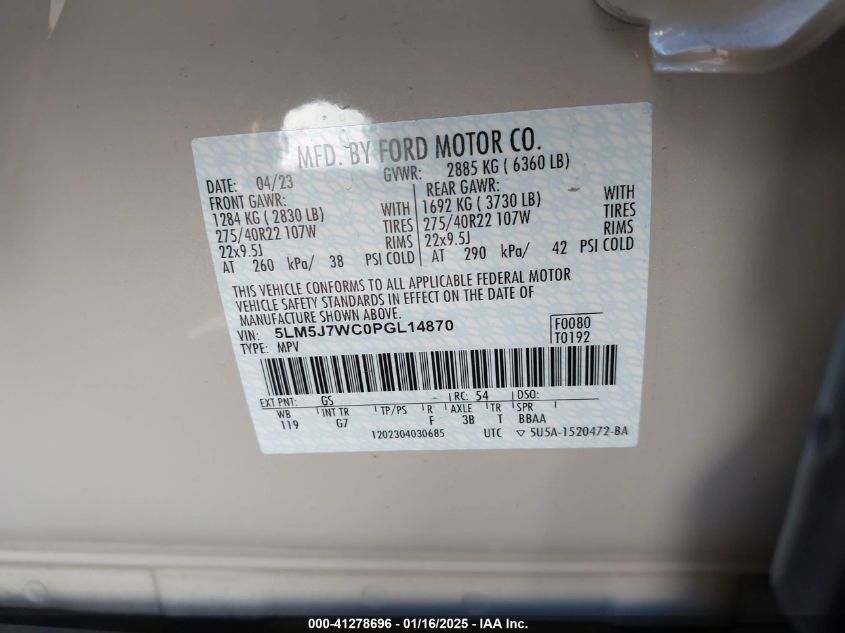 MFD. BY FORD MOTOR CO.
DATE: 04/23 GVWR: 2885 KG ( 6360 LB)
FRONT GAWR: REAR GAWR:
1284 KG ( 2830 LB) WITH 1692 KG ( 3730 LB) WITH
275/40R22 107W TIRES 275/40R22 107W TIRES
22x9.5J RIMS 22x9.5J RIMS
AT 260 kPa/ 38 PSI COLD AT 290 kPa/ 42 PSI COLD
THIS VEHICLE CONFORMS TO ALL APPLICABLE FEDERAL MOTOR
VEHICLE SAFETY STANDARDS IN EFFECT ON THE DATE OF
MANUFACTURE SHOWN ABOVE.
VIN: 5LM5J7WC0PGL14870 F0080
TYPE: MPV T0192
EXT PNT: GS RC: 54 DSO:
WB INT TR TP/PS R AXLE TR SPR
119 G7 F 3B T BBAA
1202304030685 UTC ▽ 5U5A-1520472-BA
000-41278696 - 01/16/2025 - IAA Inc.